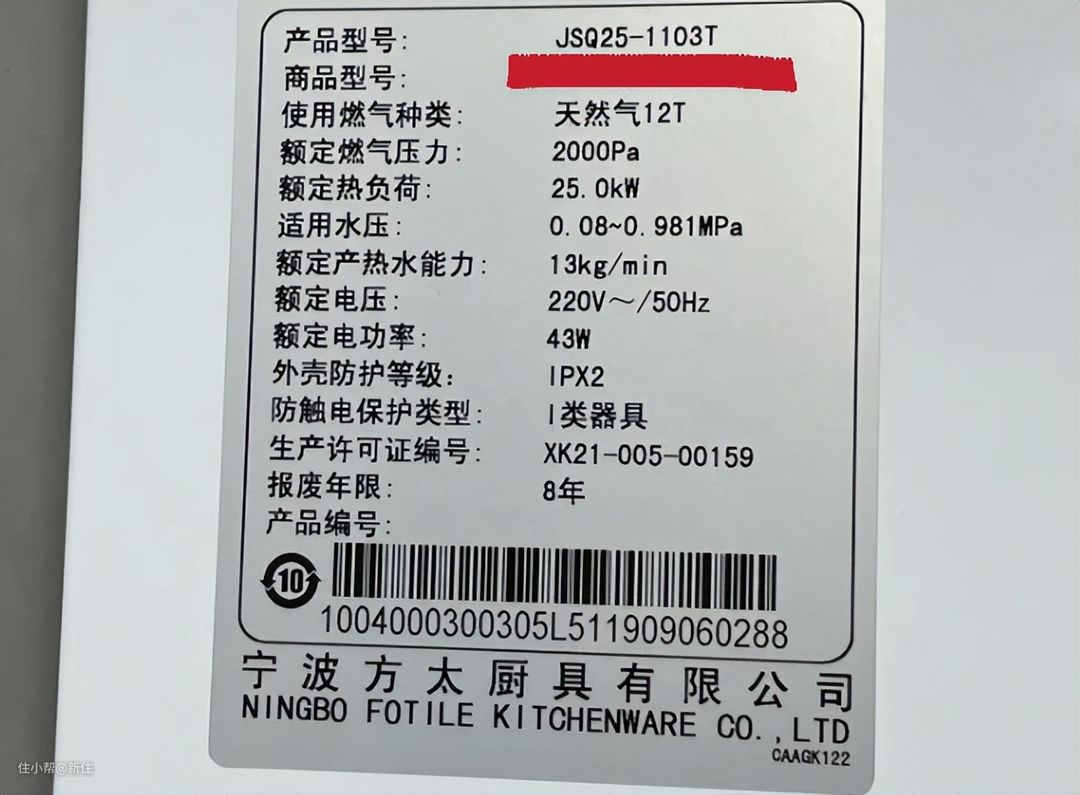 产品型号: JSQ25-1103T
商品型号:
使用燃气种类: 天然气12T
额定燃气压力: 2000Pa
额定热负荷: 25.0kW
适用水压: 0.08~0.981MPa
额定产热水能力: 13kg/min
额定电压: 220V～/50Hz
额定电功率: 43W
外壳防护等级: IPX2
防触电保护类型: I类器具
生产许可证编号: XK21-005-00159
报废年限: 8年
产品编号:
10
1004000300305L511909060288
宁波方太厨具有限公司
NINGBO FOTILE KITCHENWARE CO.,LTD
CAAGK122
住小帮@新住